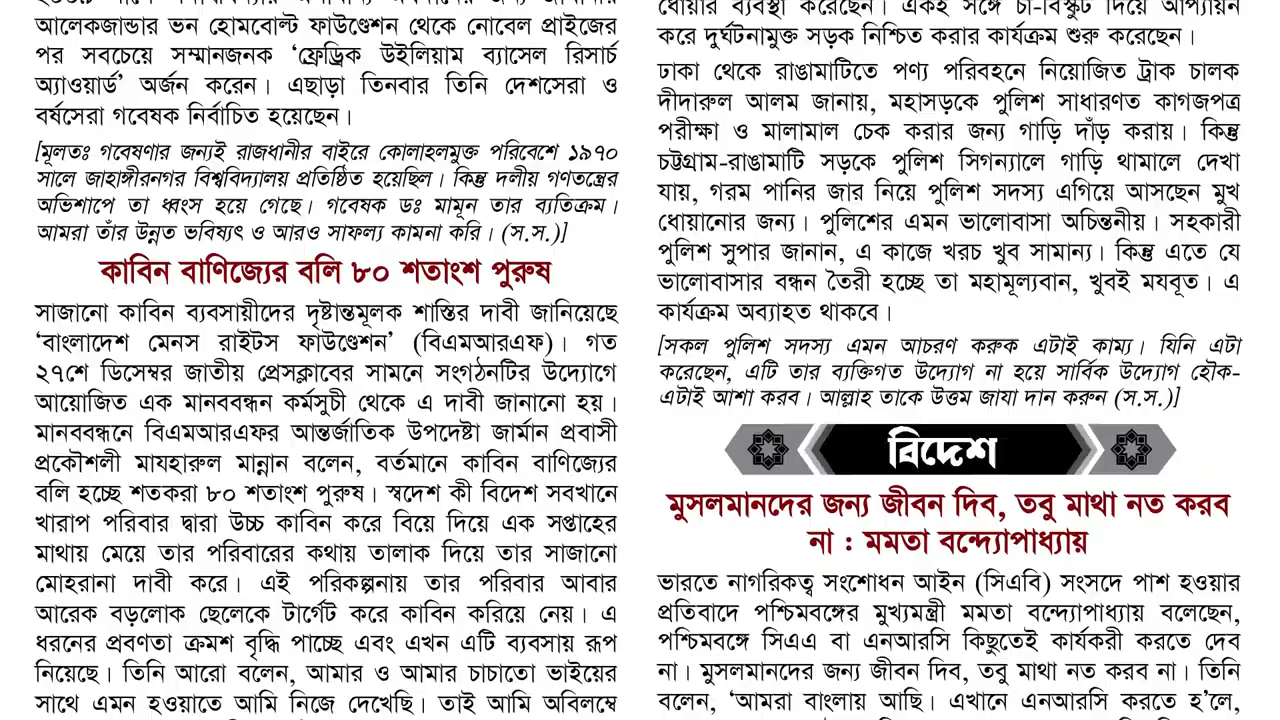 আলেকজান্ডার ভন হোমবোল্ট ফাউণ্ডেশন থেকে নোবেল প্রাইজের
পর সবচেয়ে সম্মানজনক ‘ফ্রেড্রিক উইলিয়াম ব্যাসেল রিসার্চ
অ্যাওয়ার্ড’ অর্জন করেন। এছাড়া তিনবার তিনি দেশসেরা ও
বর্ষসেরা গবেষক নির্বাচিত হয়েছেন।
[মূলতঃ গবেষণার জন্যই রাজধানীর বাইরে কোলাহলমুক্ত পরিবেশে ১৯৭০
সালে জাহাঙ্গীরনগর বিশ্ববিদ্যালয় প্রতিষ্ঠিত হয়েছিল। কিন্তু দলীয় গণতন্ত্রের
অভিশাপে তা ধ্বংস হয়ে গেছে। গবেষক ডঃ মামূন তার ব্যতিক্রম।
আমরা তাঁর উন্নত ভবিষ্যৎ ও আরও সাফল্য কামনা করি। (স.স.)]
কাবিন বাণিজ্যের বলি ৮০ শতাংশ পুরুষ
সাজানো কাবিন ব্যবসায়ীদের দৃষ্টান্তমূলক শাস্তির দাবী জানিয়েছে
‘বাংলাদেশ মেনস রাইটস ফাউণ্ডেশন’ (বিএমআরএফ)। গত
২৭শে ডিসেম্বর জাতীয় প্রেসক্লাবের সামনে সংগঠনটির উদ্যোগে
আয়োজিত এক মানববন্ধন কর্মসুচী থেকে এ দাবী জানানো হয়।
মানববন্ধনে বিএমআরএফর আন্তর্জাতিক উপদেষ্টা জার্মান প্রবাসী
প্রকৌশলী মাযহারুল মান্নান বলেন, বর্তমানে কাবিন বাণিজ্যের
বলি হচ্ছে শতকরা ৮০ শতাংশ পুরুষ। স্বদেশ কী বিদেশ সবখানে
খারাপ পরিবার দ্বারা উচ্চ কাবিন করে বিয়ে দিয়ে এক সপ্তাহের
মাথায় মেয়ে তার পরিবারের কথায় তালাক দিয়ে তার সাজানো
মোহরানা দাবী করে। এই পরিকল্পনায় তার পরিবার আবার
আরেক বড়লোক ছেলেকে টার্গেট করে কাবিন করিয়ে নেয়। এ
ধরনের প্রবণতা ক্রমশ বৃদ্ধি পাচ্ছে এবং এখন এটি ব্যবসায় রূপ
নিয়েছে। তিনি আরো বলেন, আমার ও আমার চাচাতো ভাইয়ের
সাথে এমন হওয়াতে আমি নিজে দেখেছি। তাই আমি অবিলম্বে
ধোয়ার ব্যবস্থা করেছেন। একই সঙ্গে চা-বিস্কুট দিয়ে আপ্যায়ন
করে দুর্ঘটনামুক্ত সড়ক নিশ্চিত করার কার্যক্রম শুরু করেছেন।
ঢাকা থেকে রাঙামাটিতে পণ্য পরিবহনে নিয়োজিত ট্রাক চালক
দীদারুল আলম জানায়, মহাসড়কে পুলিশ সাধারণত কাগজপত্র
পরীক্ষা ও মালামাল চেক করার জন্য গাড়ি দাঁড় করায়। কিন্তু
চট্টগ্রাম-রাঙামাটি সড়কে পুলিশ সিগন্যালে গাড়ি থামালে দেখা
যায়, গরম পানির জার নিয়ে পুলিশ সদস্য এগিয়ে আসছেন মুখ
ধোয়ানোর জন্য। পুলিশের এমন ভালোবাসা অচিন্তনীয়। সহকারী
পুলিশ সুপার জানান, এ কাজে খরচ খুব সামান্য। কিন্তু এতে যে
ভালোবাসার বন্ধন তৈরী হচ্ছে তা মহামূল্যবান, খুবই মযবূত। এ
কার্যক্রম অব্যাহত থাকবে।
[সকল পুলিশ সদস্য এমন আচরণ করুক এটাই কাম্য। যিনি এটা
করেছেন, এটি তার ব্যক্তিগত উদ্যোগ না হয়ে সার্বিক উদ্যোগ হৌক-
এটাই আশা করব। আল্লাহ তাকে উত্তম জাযা দান করুন (স.স.)]
বিদেশ
মুসলমানদের জন্য জীবন দিব, তবু মাথা নত করব
না : মমতা বন্দ্যোপাধ্যায়
ভারতে নাগরিকত্ব সংশোধন আইন (সিএবি) সংসদে পাশ হওয়ার
প্রতিবাদে পশ্চিমবঙ্গের মুখ্যমন্ত্রী মমতা বন্দ্যোপাধ্যায় বলেছেন,
পশ্চিমবঙ্গে সিএএ বা এনআরসি কিছুতেই কার্যকরী করতে দেব
না। মুসলমানদের জন্য জীবন দিব, তবু মাথা নত করব না। তিনি
বলেন, ‘আমরা বাংলায় আছি। এখানে এনআরসি করতে হ’লে,